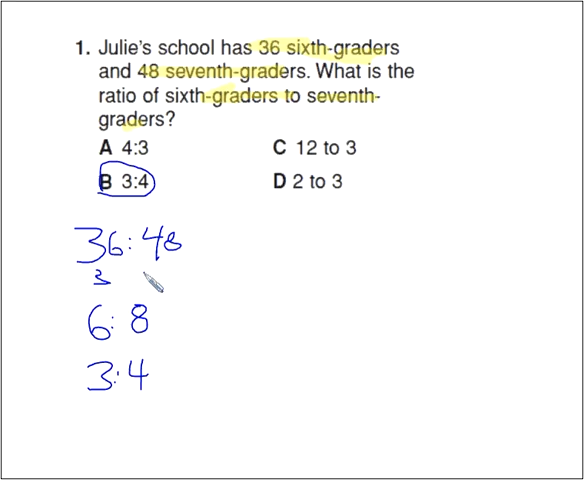 1. Julie's school has 36 sixth-graders
and 48 seventh-graders. What is the
ratio of sixth-graders to seventh-
graders?
A 4:3
C 12 to 3
B 3:4
D 2 to 3
36:48
3
6:8
3:4